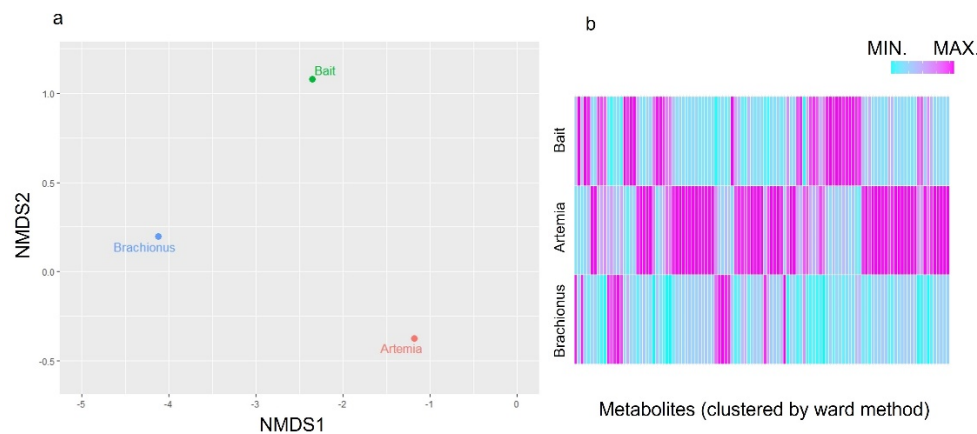 a
NMDS2
1.0
0.5
0.0
-0.5
Bait
Brachionus
Artemia
-5 -4 -3 -2 -1 0
NMDS1
b
MIN. MAX.
Bait
Artemia
Brachionus
Metabolites (clustered by ward method)